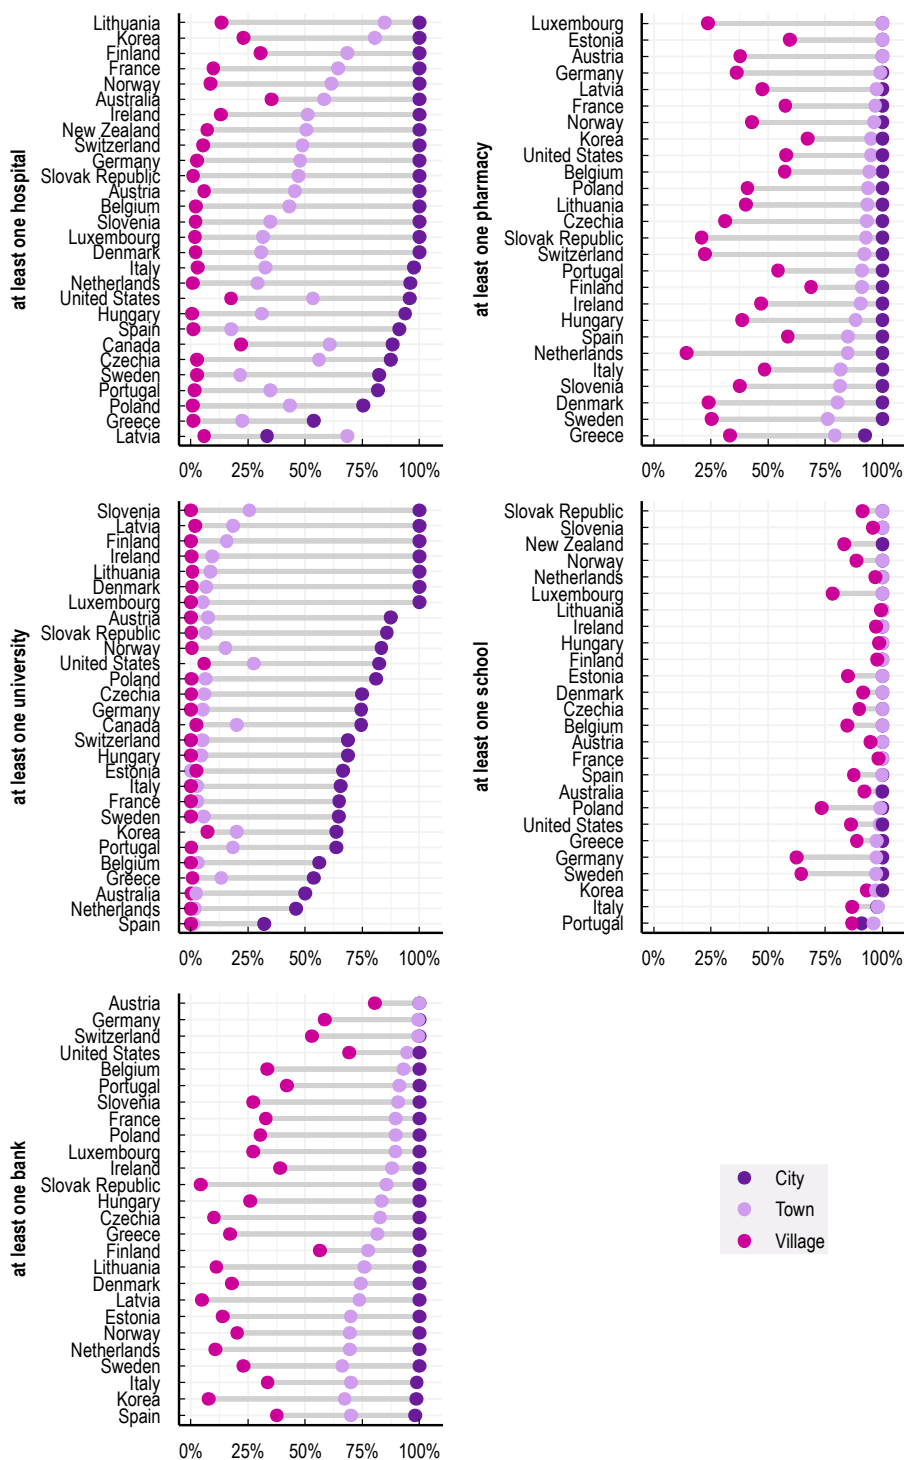 at least one hospital
Lithuania
Korea
Finland
France
Norway
Australia
Ireland
New Zealand
Switzerland
Germany
Slovak Republic
Austria
Belgium
Slovenia
Luxembourg
Denmark
Italy
Netherlands
United States
Hungary
Spain
Canada
Czechia
Sweden
Portugal
Poland
Greece
Latvia
0% 25% 50% 75% 100%
at least one pharmacy
Luxembourg
Estonia
Austria
Germany
Latvia
France
Norway
Korea
United States
Belgium
Poland
Lithuania
Czechia
Slovak Republic
Switzerland
Portugal
Finland
Ireland
Hungary
Spain
Netherlands
Italy
Slovenia
Denmark
Sweden
Greece
0% 25% 50% 75% 100%
at least one university
Slovenia
Latvia
Finland
Ireland
Lithuania
Denmark
Luxembourg
Austria
Slovak Republic
Norway
United States
Poland
Czechia
Germany
Canada
Switzerland
Hungary
Estonia
Italy
France
Sweden
Korea
Portugal
Belgium
Greece
Australia
Netherlands
Spain
0% 25% 50% 75% 100%
at least one school
Slovak Republic
Slovenia
New Zealand
Norway
Netherlands
Luxembourg
Lithuania
Ireland
Hungary
Finland
Estonia
Denmark
Czechia
Belgium
Austria
France
Spain
Australia
Poland
United States
Greece
Germany
Sweden
Korea
Italy
Portugal
0% 25% 50% 75% 100%
at least one bank
Austria
Germany
Switzerland
United States
Belgium
Portugal
Slovenia
France
Poland
Luxembourg
Ireland
Slovak Republic
Hungary
Czechia
Greece
Finland
Lithuania
Denmark
Latvia
Estonia
Norway
Netherlands
Sweden
Italy
Korea
Spain
0% 25% 50% 75% 100%
City
Town
Village